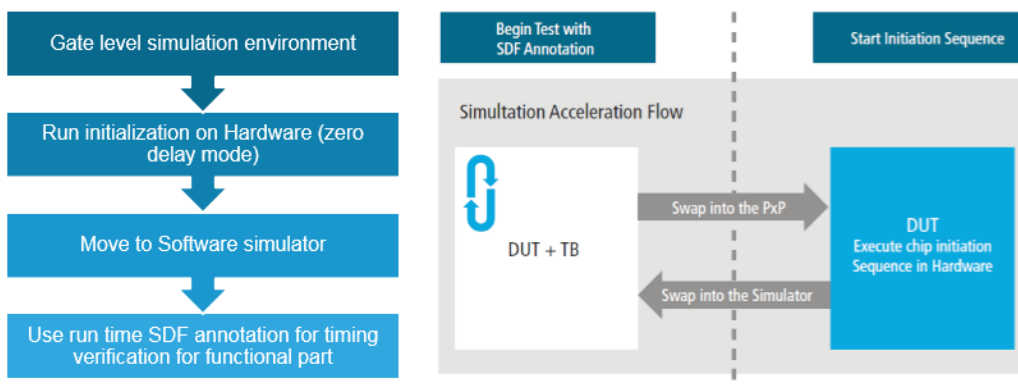 Gate level simulation environment
Run initialization on Hardware (zero
delay mode)
Move to Software simulator
Use run time SDF annotation for timing
verification for functional part
Begin Test with
SDF Annotation
Start Initiation Sequence
Simultation Acceleration Flow
DUT + TB
Swap into the PxP
Swap into the Simulator
DUT
Execute chip initiation
Sequence in Hardware